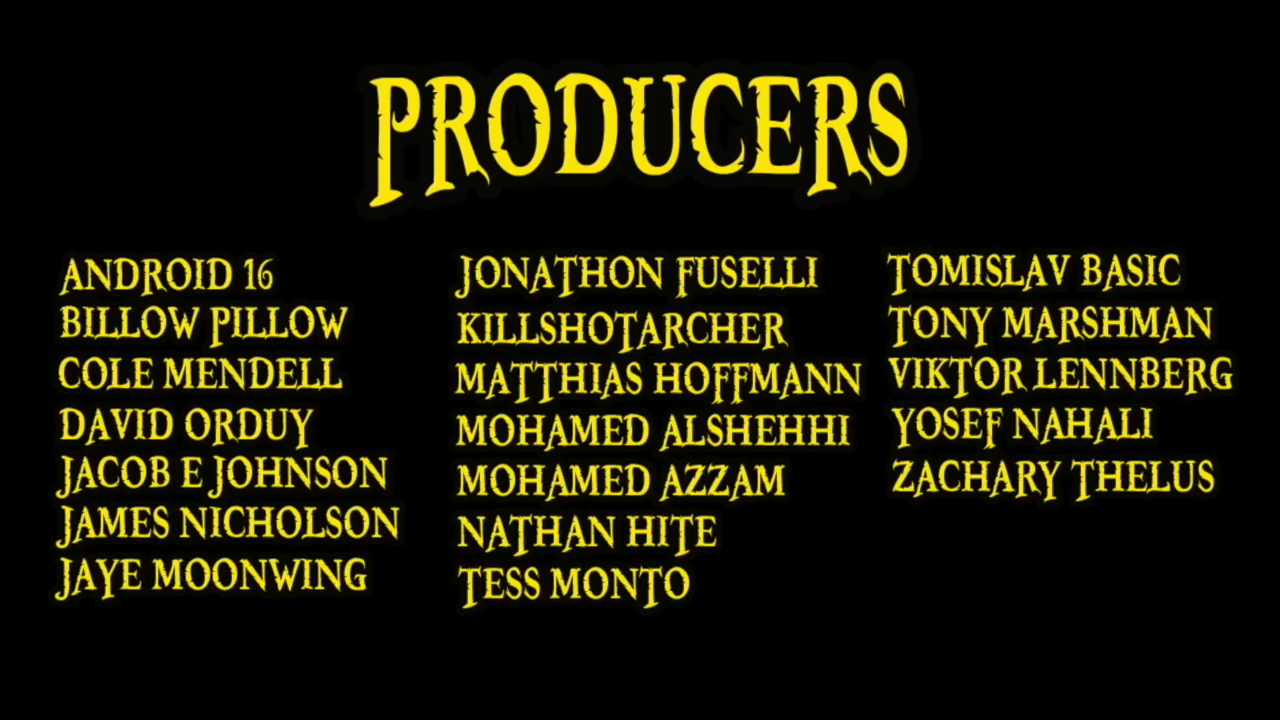 PRODUCERS
ANDROID 16
BILLOW PILLOW
COLE MENDELL
DAVID ORDUY
JACOB E JOHNSON
JAMES NICHOLSON
JAYE MOONWING
JONATHON FUSELLI
KILLSHOTARCHER
MATTHIAS HOFFMANN
MOHAMED ALSHEHHI
MOHAMED AZZAM
NATHAN HITE
TESS MONTO
TOMISLAV BASIC
TONY MARSHMAN
VIKTOR LENNBERG
YOSEF NAHALI
ZACHARY THELUS